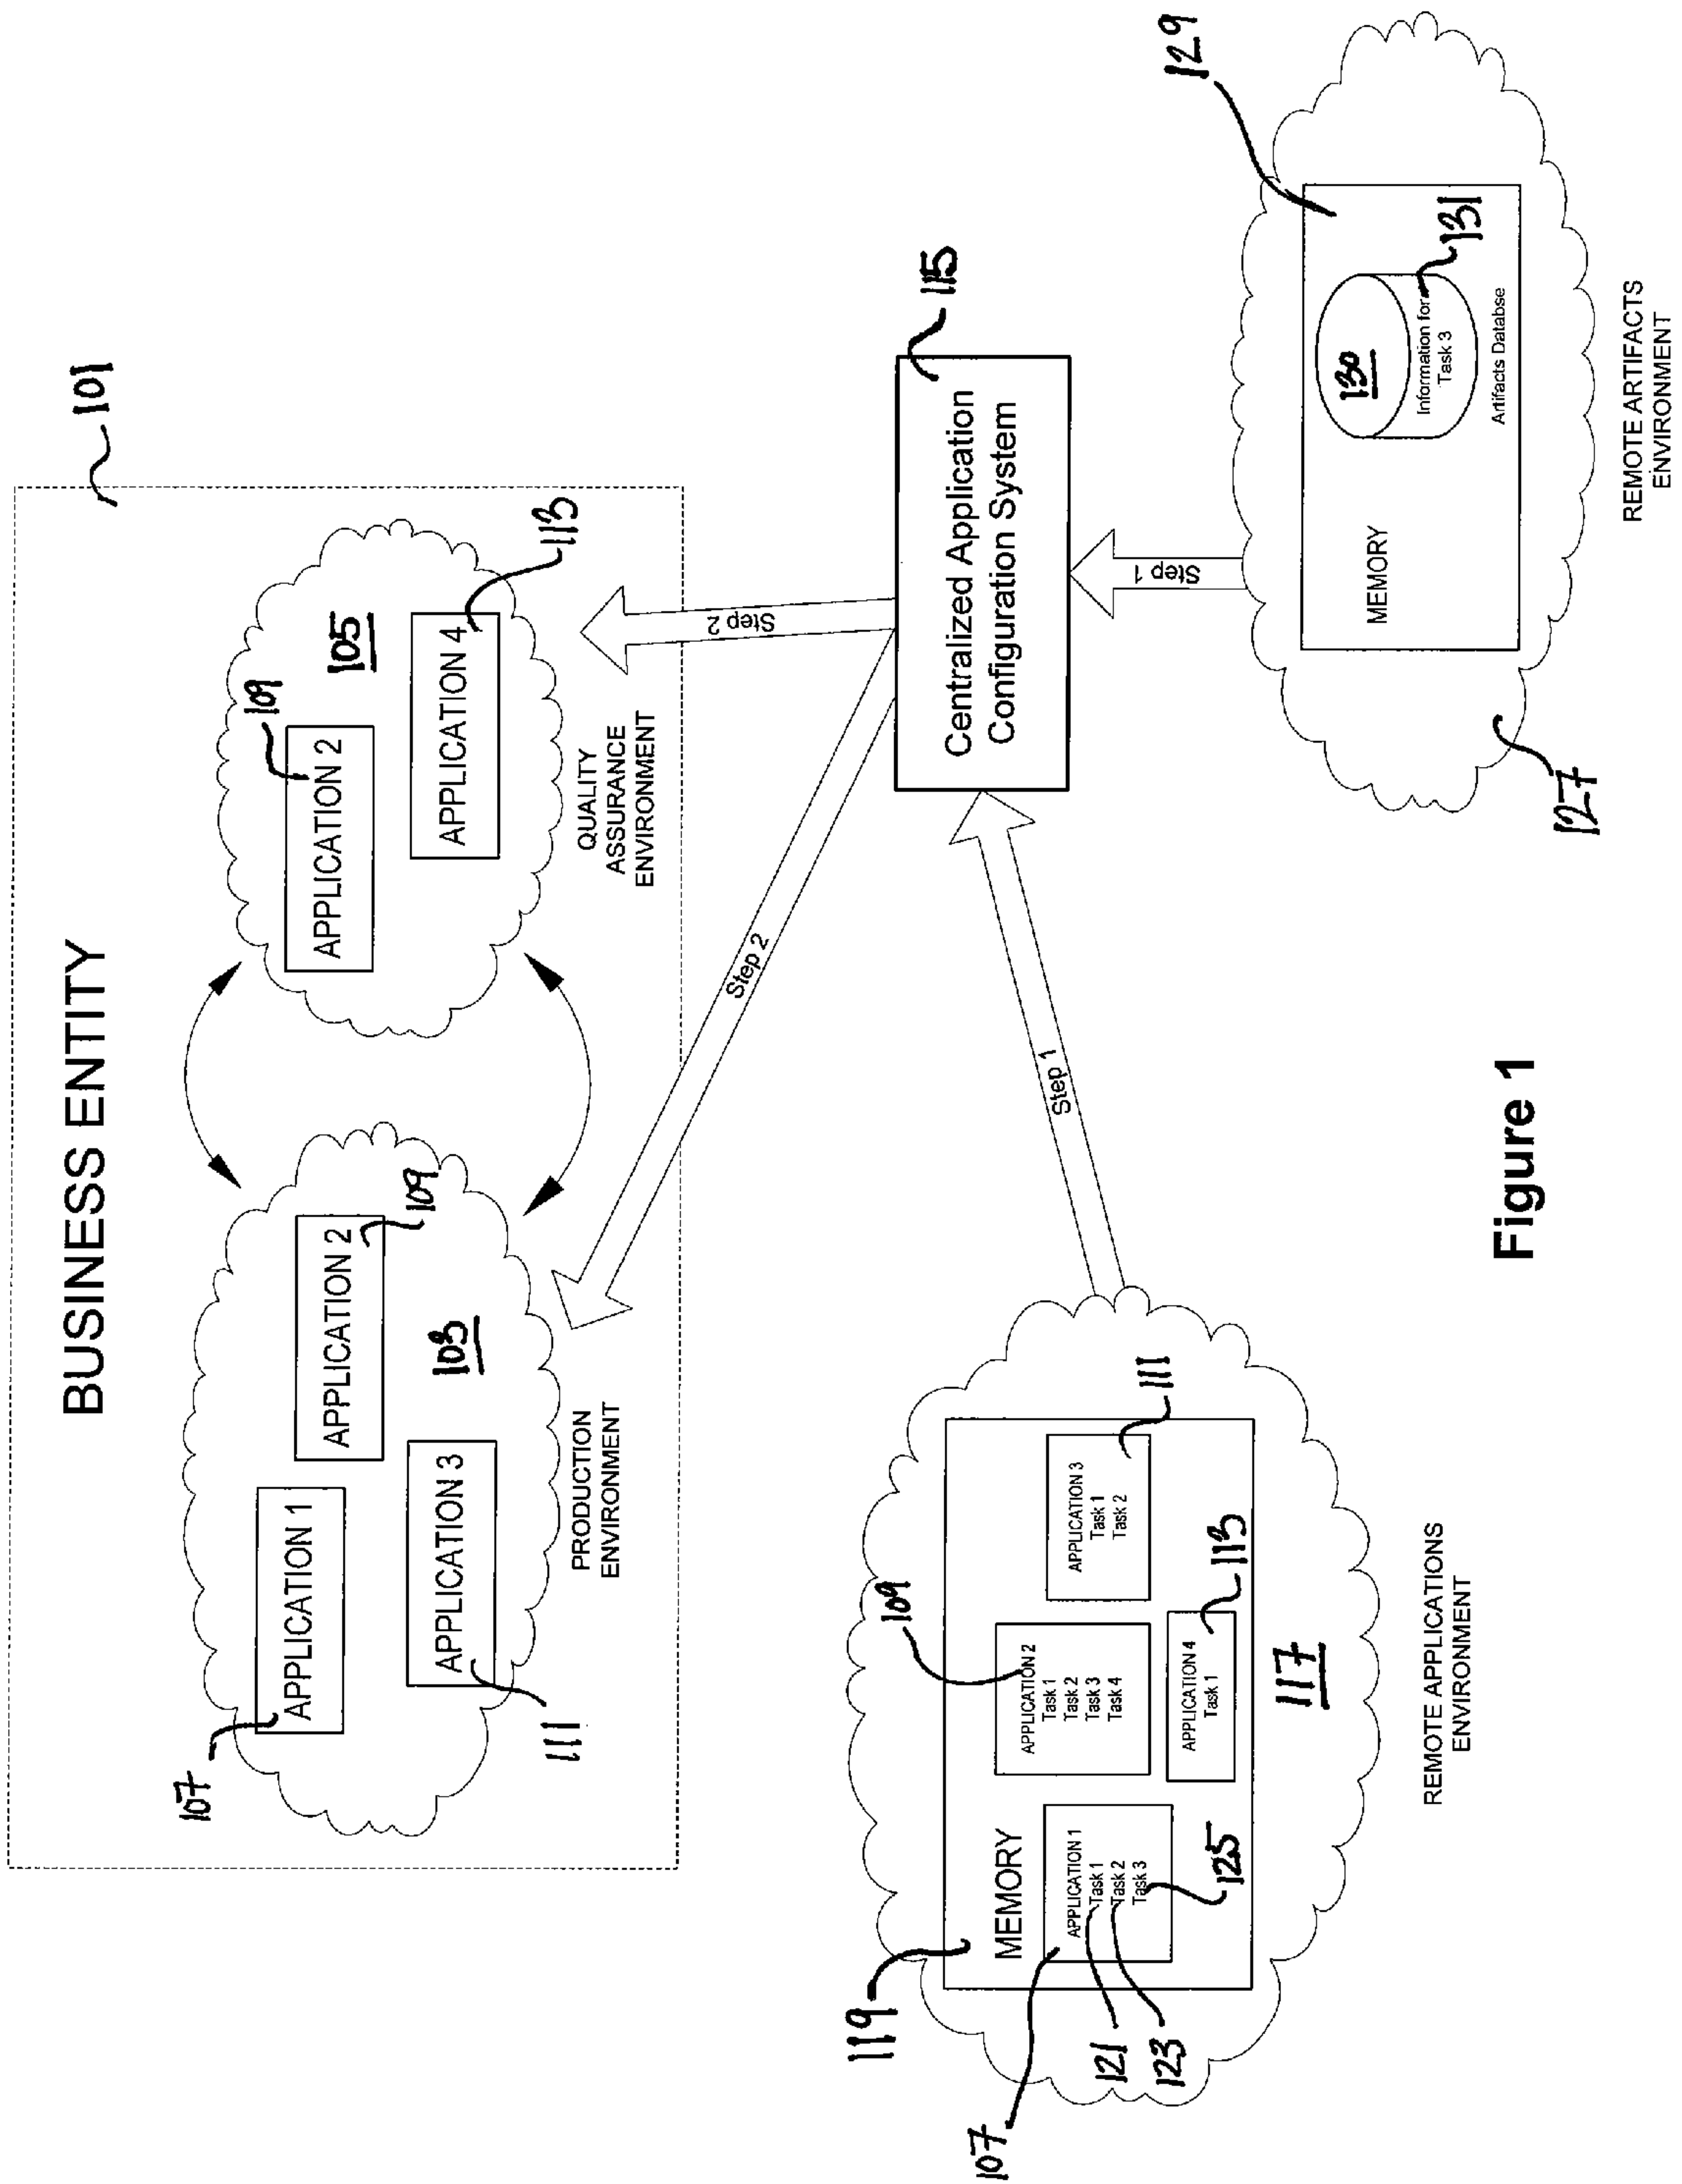 BUSINESS ENTITY
101
107
APPLICATION 1
APPLICATION 2
109
103
APPLICATION 3
111
PRODUCTION
ENVIRONMENT
109
APPLICATION 2
105
APPLICATION 4
113
QUALITY
ASSURANCE
ENVIRONMENT
Step 2
Step 2
Centralized Application
Configuration System
115
Step 1
Step 1
119
MEMORY
107
APPLICATION 1
Task 1
Task 2
Task 3
121
123
125
109
APPLICATION 2
Task 1
Task 2
Task 3
Task 4
APPLICATION 3
Task 1
Task 2
111
APPLICATION 4
Task 1
113
117
REMOTE APPLICATIONS
ENVIRONMENT
129
MEMORY
130
Information for
Task 3
131
Artifacts Databse
127
REMOTE ARTIFACTS
ENVIRONMENT
Figure 1